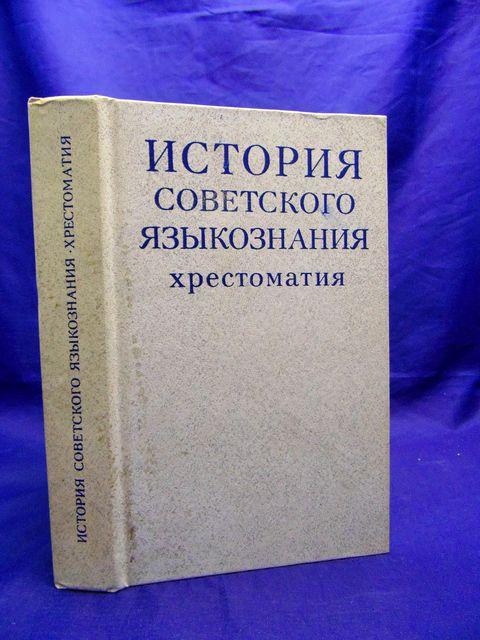 ИСТОРИЯ
СОВЕТСКОГО
ЯЗЫКОЗНАНИЯ
хрестоматия
ИСТОРИЯ СОВЕТСКОГО ЯЗЫКОЗНАНИЯ · ХРЕСТОМАТИЯ